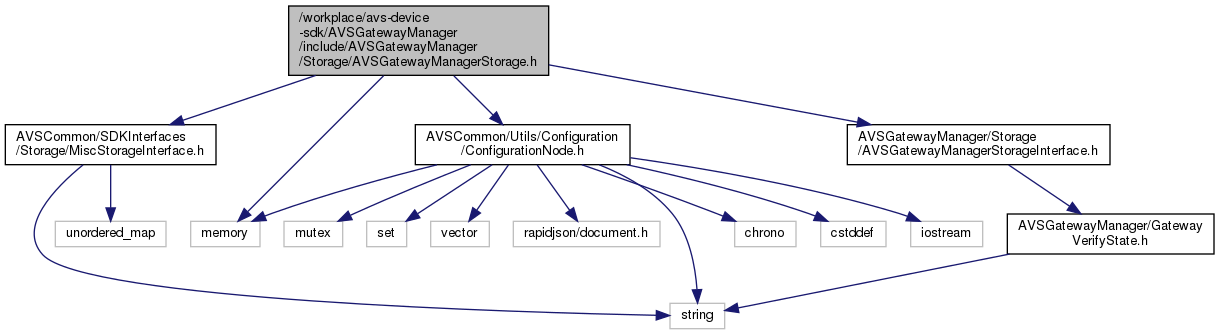 /workplace/avs-device
-sdk/AVSGatewayManager
/include/AVSGatewayManager
/Storage/AVSGatewayManagerStorage.h
AVSCommon/SDKInterfaces
/Storage/MiscStorageInterface.h
AVSCommon/Utils/Configuration
/ConfigurationNode.h
AVSGatewayManager/Storage
/AVSGatewayManagerStorageInterface.h
unordered_map
memory
mutex
set
vector
rapidjson/document.h
chrono
cstddef
iostream
AVSGatewayManager/Gateway
VerifyState.h
string